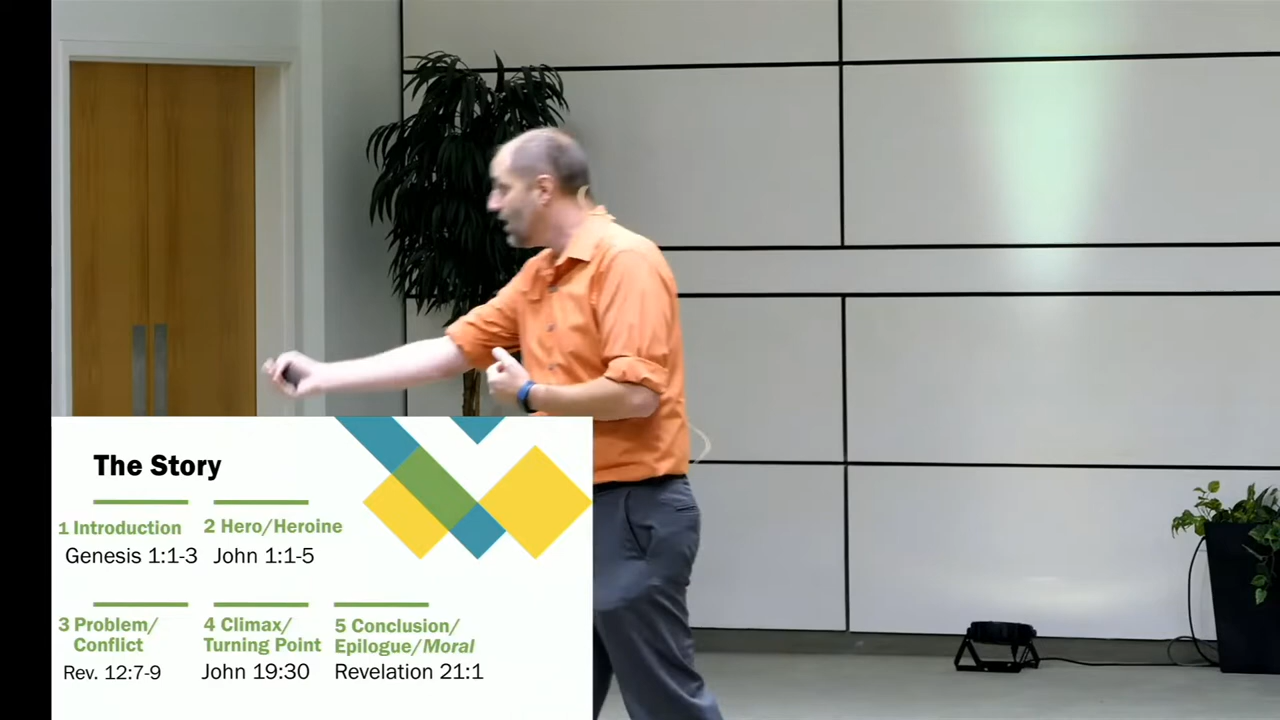 The Story
1 Introduction
Genesis 1:1-3
2 Hero/Heroine
John 1:1-5
3 Problem/
Conflict
Rev. 12:7-9
4 Climax/
Turning Point
John 19:30
5 Conclusion/
Epilogue/Moral
Revelation 21:1